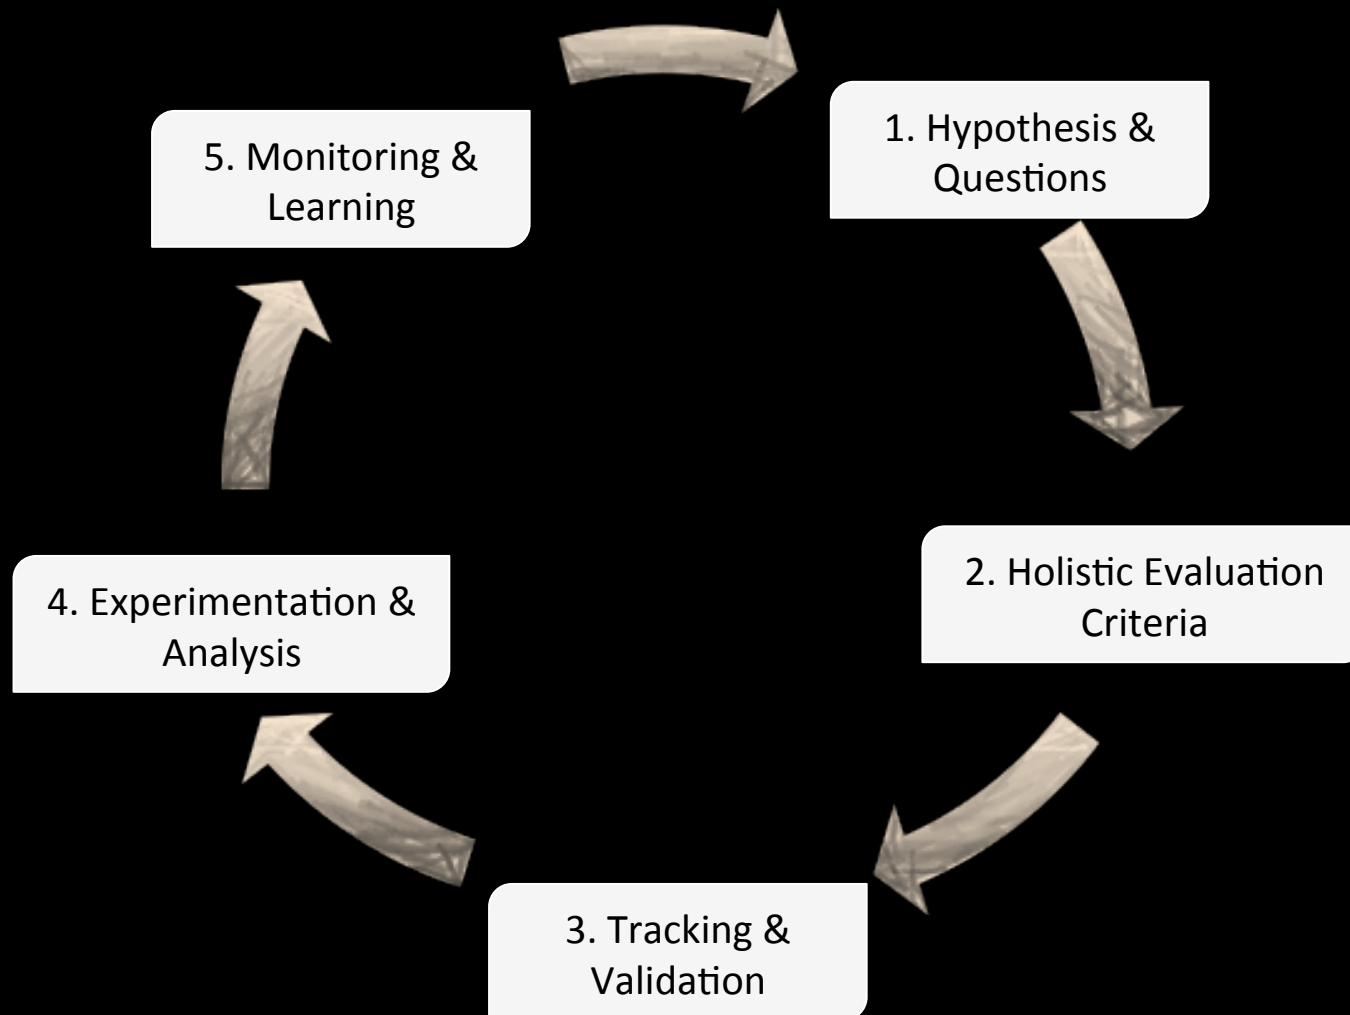 1. Hypothesis &
Questions
2. Holistic Evaluation
Criteria
3. Tracking &
Validation
4. Experimentation &
Analysis
5. Monitoring &
Learning